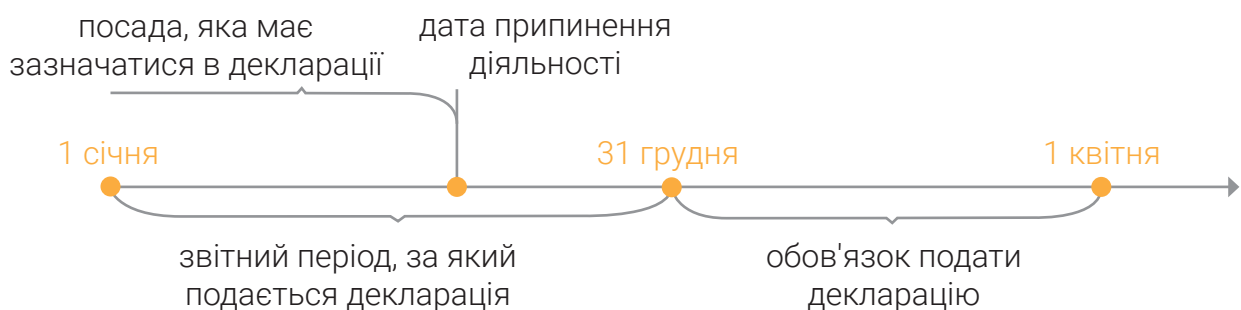 посада, яка має
зазначатися в декларації
дата припинення
діяльності
1 січня
31 грудня
1 квітня
звітний період, за який
подається декларація
обов'язок подати
декларацію